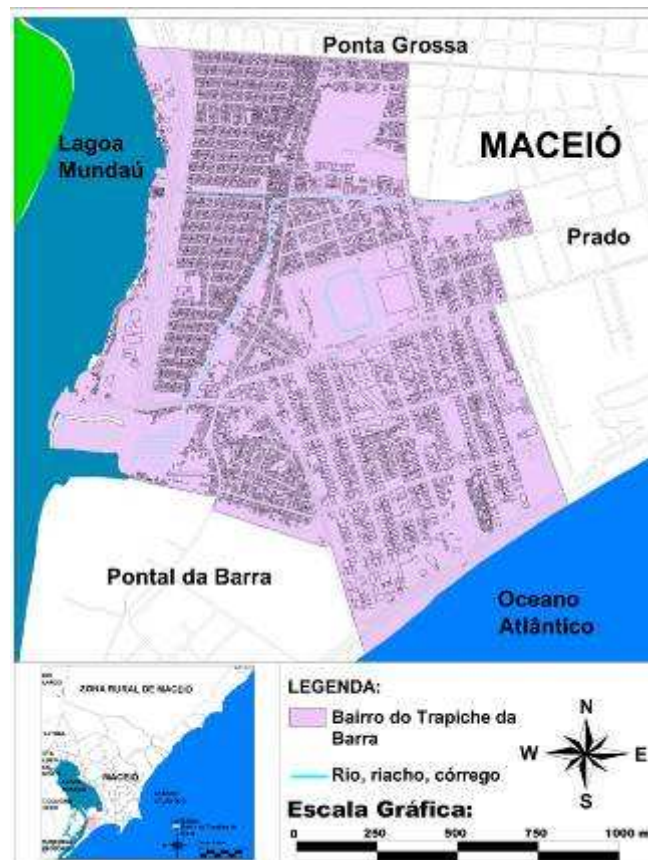 Ponta Grossa
Lagoa
Mundaú
MACEIÓ
Prado
Pontal da Barra
Oceano
Atlântico
ZONA RURAL DE MACEIÓ
MACEIÓ
LEGENDA:
Bairro do Trapiche da
Barra
Rio, riacho, córrego
N
W
E
S
Escala Gráfica:
0 250 500 750 1000 m